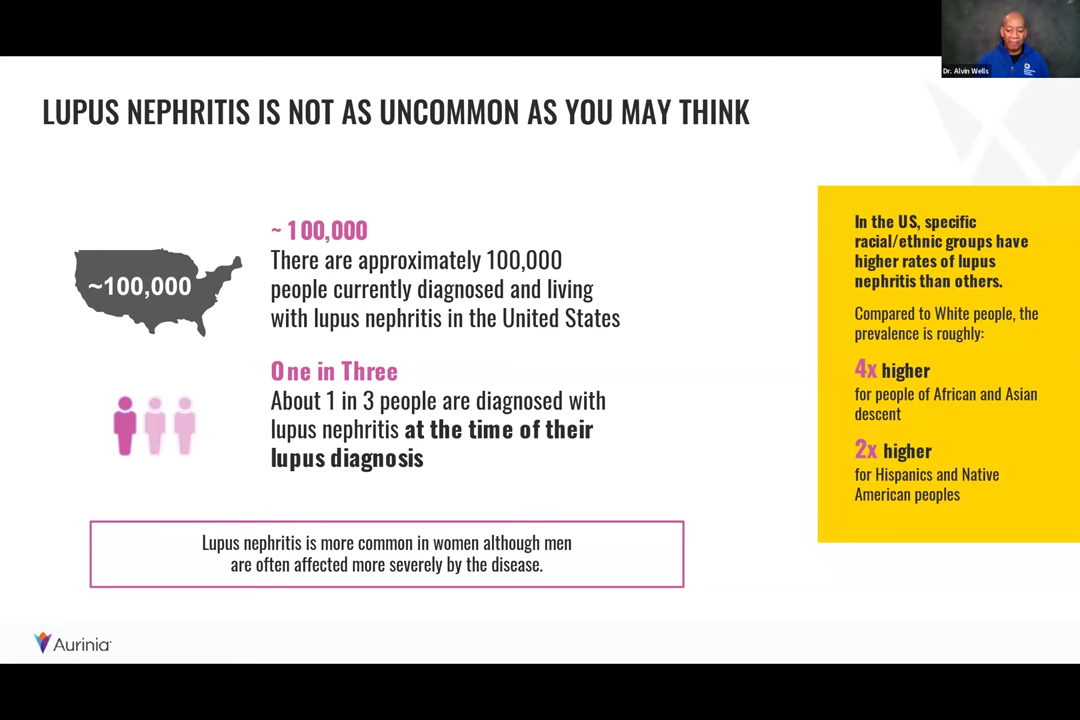 Dr. Alvin Wells
LUPUS NEPHRITIS IS NOT AS UNCOMMON AS YOU MAY THINK
~100,000
~ 100,000
There are approximately 100,000
people currently diagnosed and living
with lupus nephritis in the United States
One in Three
About 1 in 3 people are diagnosed with
lupus nephritis at the time of their
lupus diagnosis
Lupus nephritis is more common in women although men
are often affected more severely by the disease.
In the US, specific
racial/ethnic groups have
higher rates of lupus
nephritis than others.
Compared to White people, the
prevalence is roughly:
4x higher
for people of African and Asian
descent
2x higher
for Hispanics and Native
American peoples
Aurinia